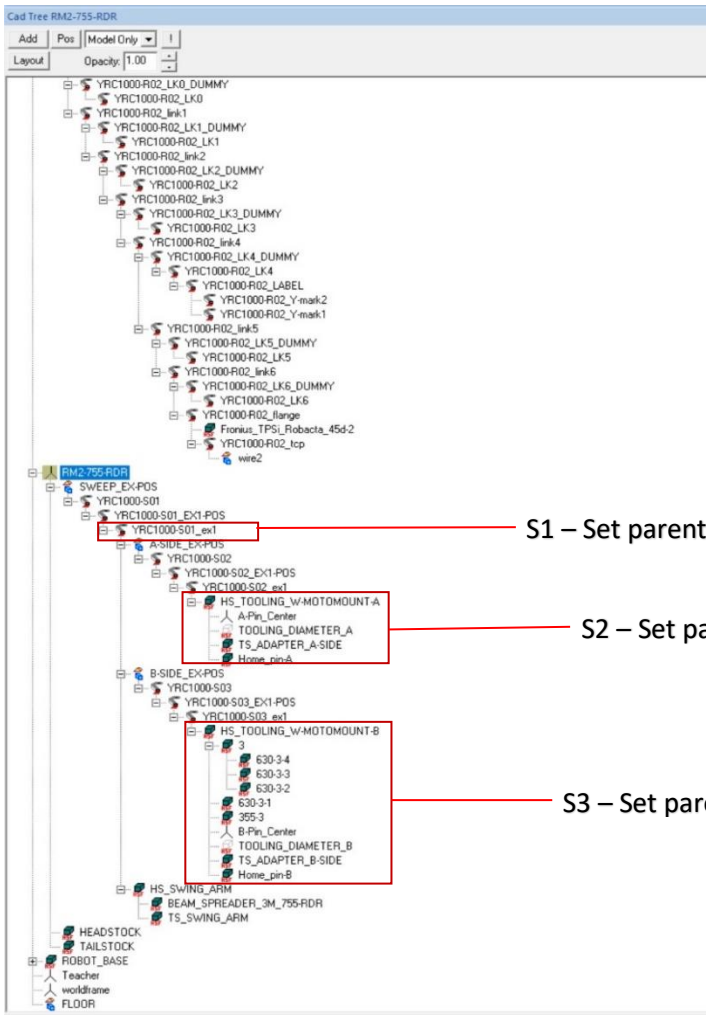 Cad Tree RM2-755-RDR
Add Pos Model Only !
Layout Opacity: 1.00
YRC1000-R02_LK0_DUMMY
YRC1000-R02_LK0
YRC1000-R02_link1
YRC1000-R02_LK1_DUMMY
YRC1000-R02_LK1
YRC1000-R02_link2
YRC1000-R02_LK2_DUMMY
YRC1000-R02_LK2
YRC1000-R02_link3
YRC1000-R02_LK3_DUMMY
YRC1000-R02_LK3
YRC1000-R02_link4
YRC1000-R02_LK4_DUMMY
YRC1000-R02_LK4
YRC1000-R02_LABEL
YRC1000-R02_Y-mark2
YRC1000-R02_Y-mark1
YRC1000-R02_link5
YRC1000-R02_LK5_DUMMY
YRC1000-R02_LK5
YRC1000-R02_link6
YRC1000-R02_LK6_DUMMY
YRC1000-R02_LK6
YRC1000-R02_flange
Fronius_TPSi_Robacta_45d-2
YRC1000-R02_tcp
wire2
RM2-755-RDR
SWEEP_EX-POS
YRC1000-S01
YRC1000-S01_EX1-POS
YRC1000-S01_ex1
S1 – Set parent
A-SIDE_EX-POS
YRC1000-S02
YRC1000-S02_EX1-POS
YRC1000-S02_ex1
HS_TOOLING_W-MOTOMOUNT-A
A-Pin_Center
TOOLING_DIAMETER_A
S2 – Set pa
TS_ADAPTER_A-SIDE
Home_pin-A
B-SIDE_EX-POS
YRC1000-S03
YRC1000-S03_EX1-POS
YRC1000-S03_ex1
HS_TOOLING_W-MOTOMOUNT-B
3
630-3-4
630-3-3
630-3-2
630-3-1
S3 – Set pare
355-3
B-Pin_Center
TOOLING_DIAMETER_B
TS_ADAPTER_B-SIDE
Home_pin-B
HS_SWING_ARM
BEAM_SPREADER_3M_755-RDR
TS_SWING_ARM
HEADSTOCK
TAILSTOCK
ROBOT_BASE
Teacher
worldframe
FLOOR